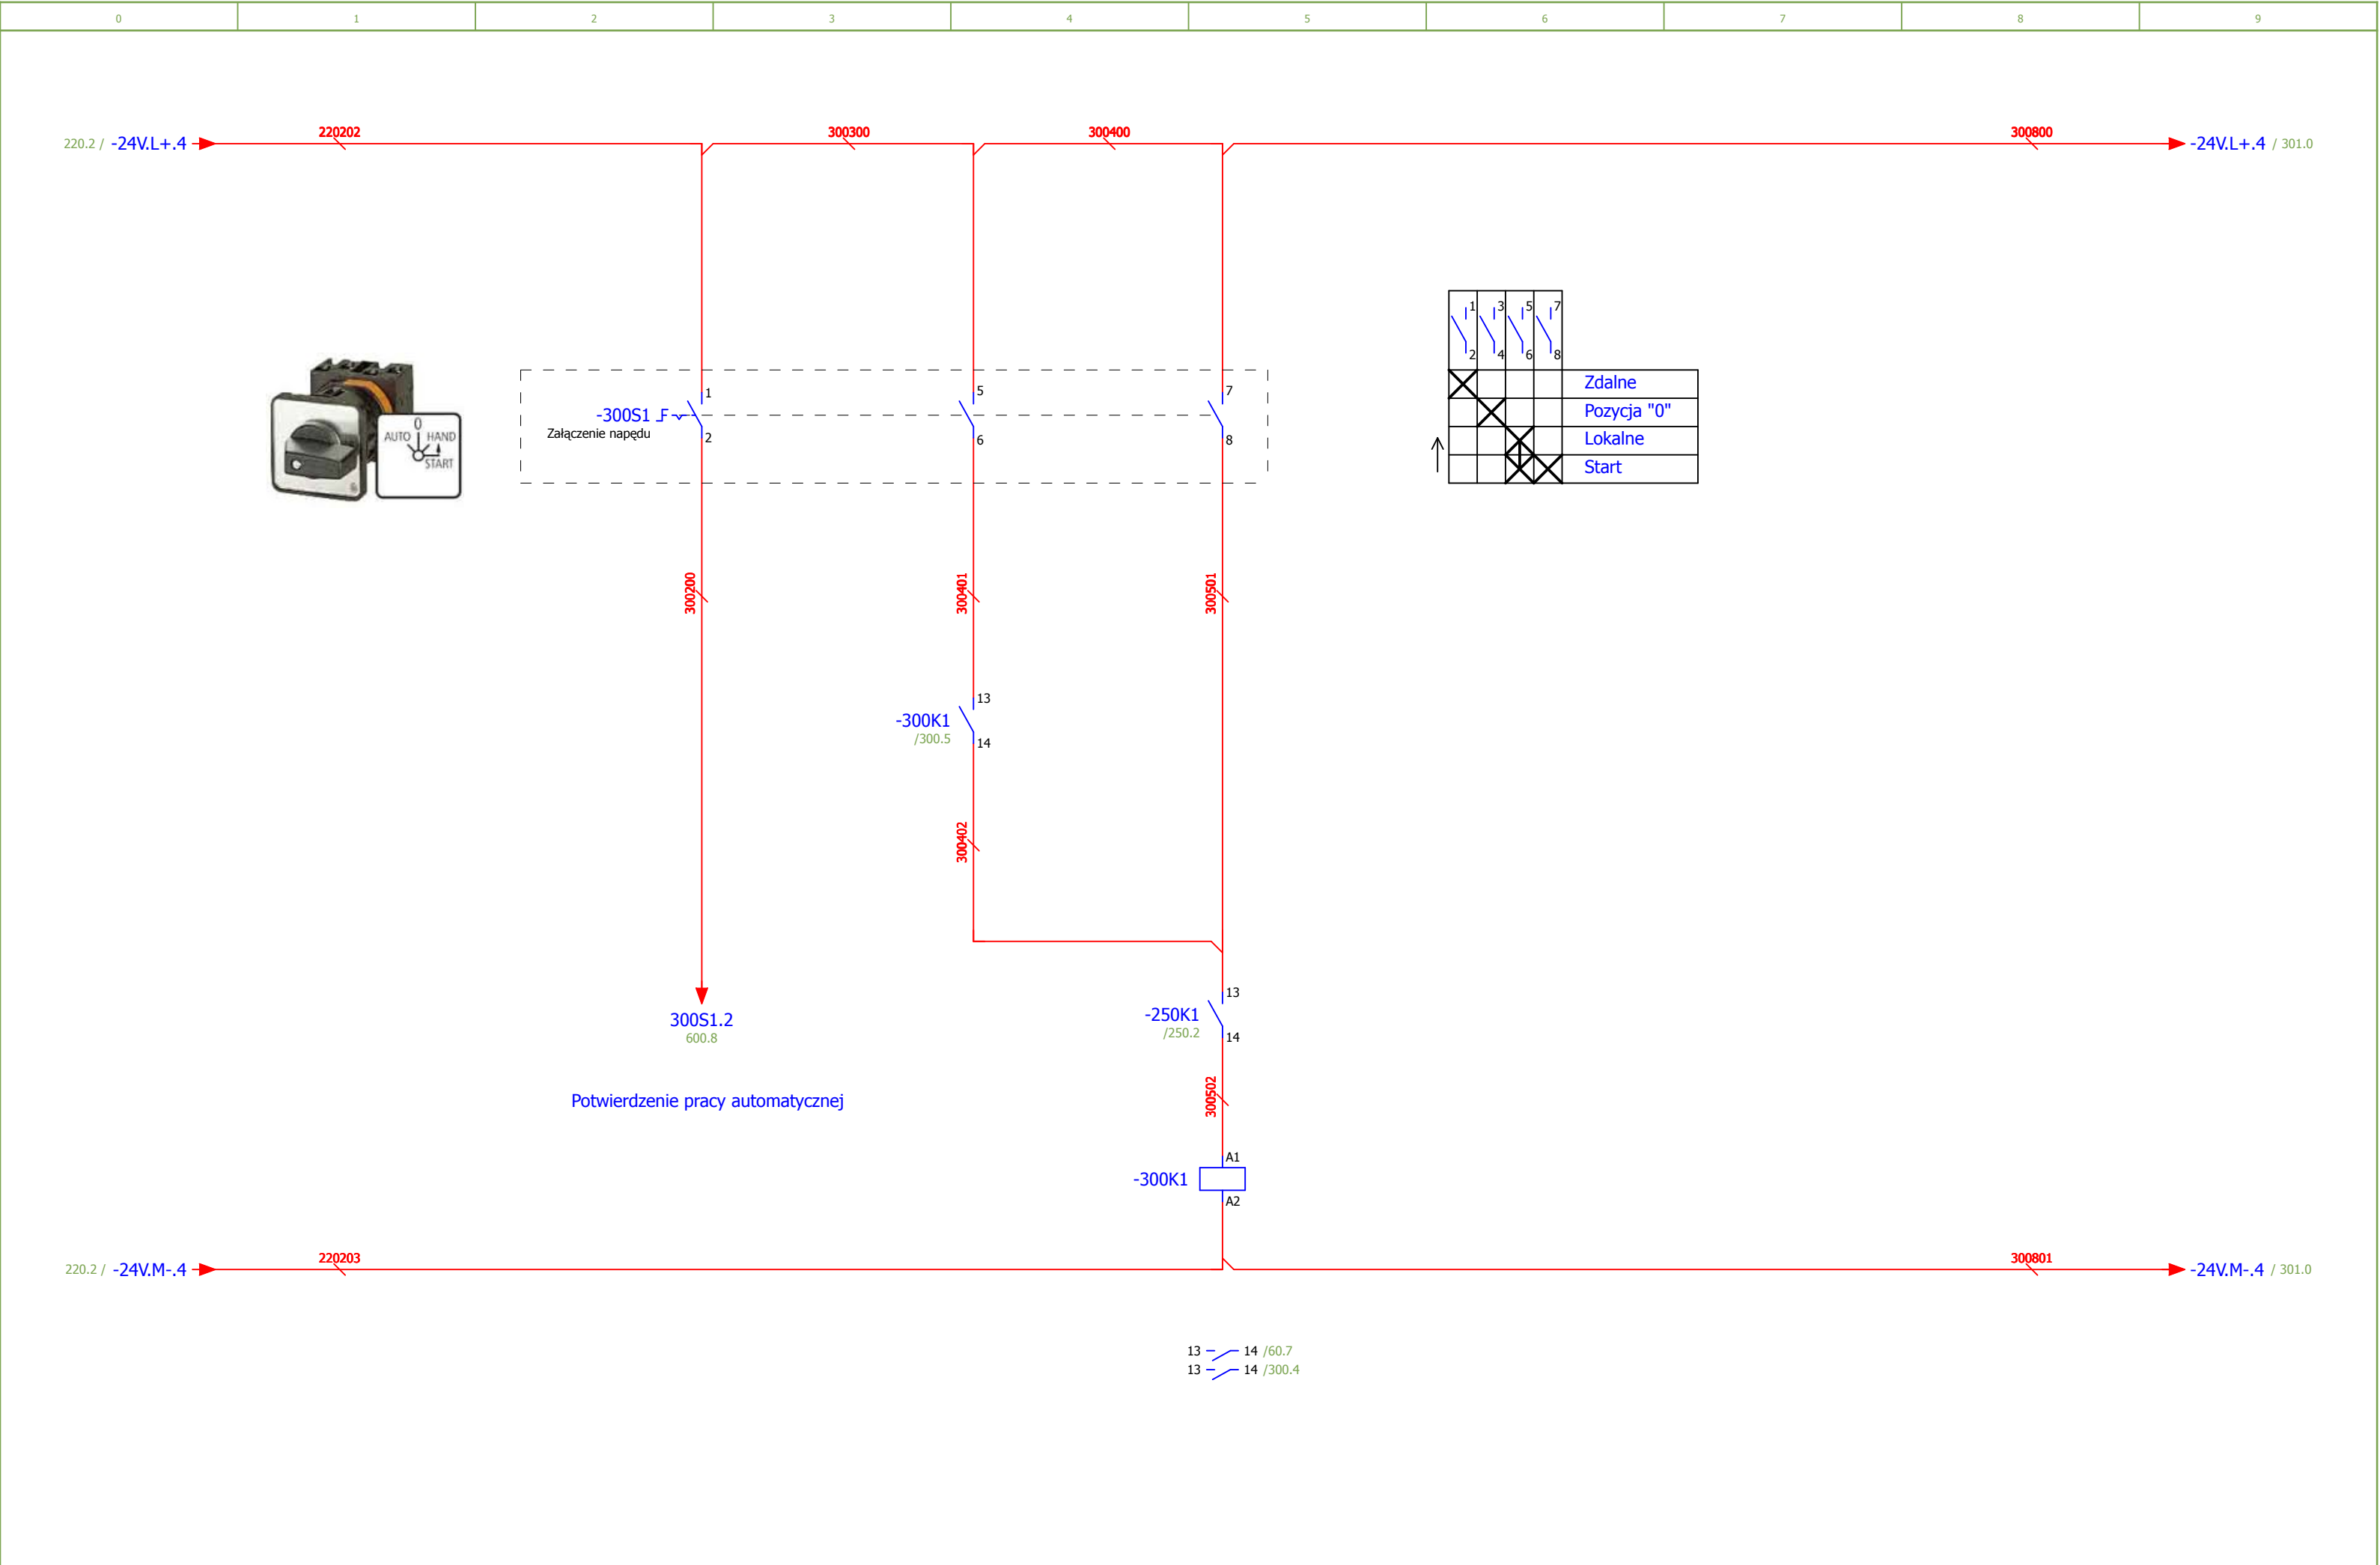 0 1 2 3 4 5 6 7 8 9
220.2 / -24V.L+.4
220202
300300
300400
300800
-24V.L+.4 / 301.0
1 3 5 7
2 4 6 8
Zdalne
Pozycja "0"
Lokalne
Start
0
AUTO HAND
START
-300S1
Załączenie napędu
1
2
5
6
7
8
300200
300401
300501
-300K1
/300.5
13
14
300402
300S1.2
600.8
-250K1
/250.2
13
14
Potwierdzenie pracy automatycznej
300502
-300K1
A1
A2
220.2 / -24V.M-.4
220203
300801
-24V.M-.4 / 301.0
13 14 /60.7
13 14 /300.4